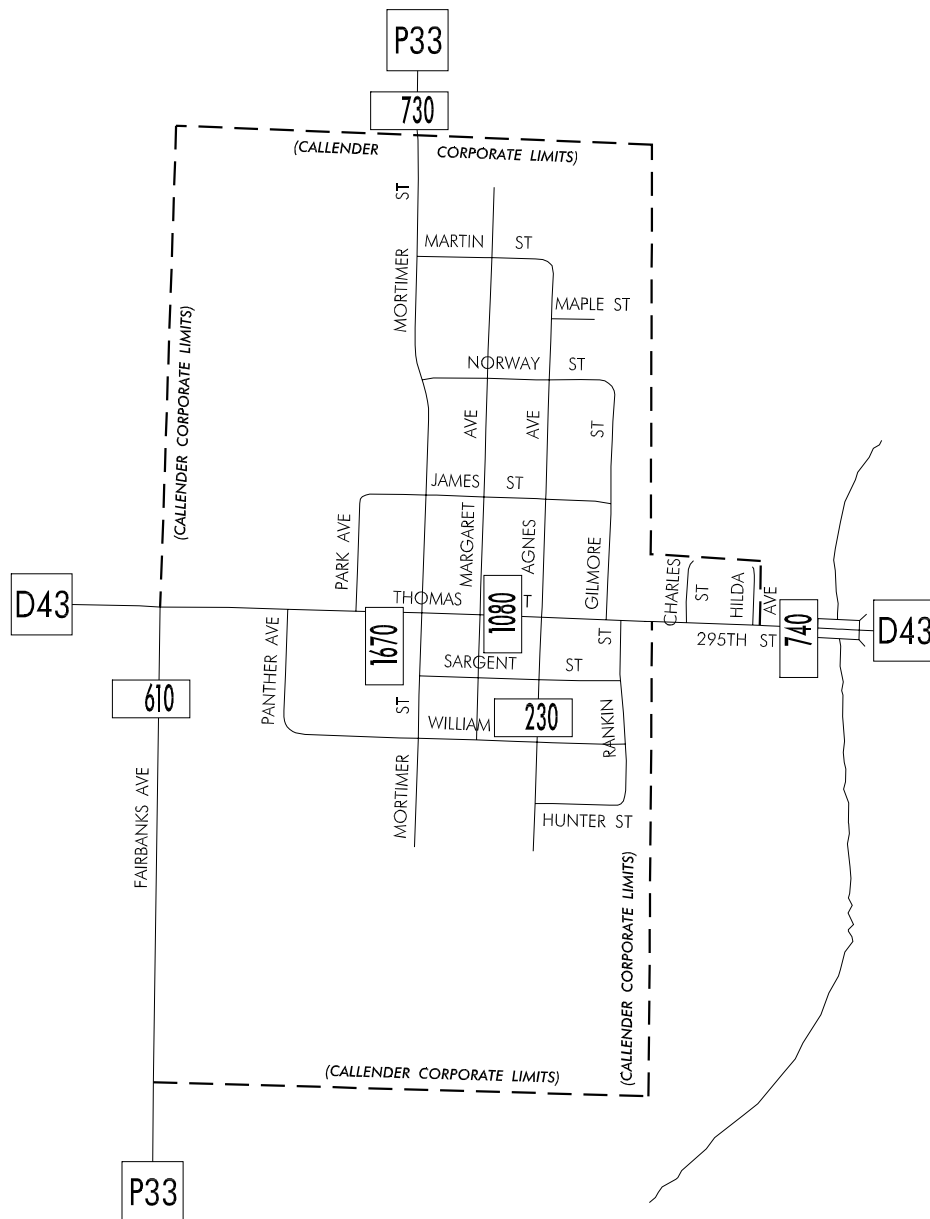 P33
730
(CALLENDER CORPORATE LIMITS)
ST
MARTIN ST
MORTIMER
MAPLE ST
(CALLENDER CORPORATE LIMITS)
NORWAY ST
AVE
AVE
ST
JAMES ST
PARK AVE
MARGARET
AGNES
GILMORE
CHARLES
ST
HILDA
AVE
D43
THOMAS
T
1080
740
D43
295TH ST
PANTHER AVE
1670
SARGENT ST
ST
610
ST
WILLIAM
230
RANKIN
MORTIMER
HUNTER ST
FAIRBANKS AVE
(CALLENDER CORPORATE LIMITS)
(CALLENDER CORPORATE LIMITS)
P33